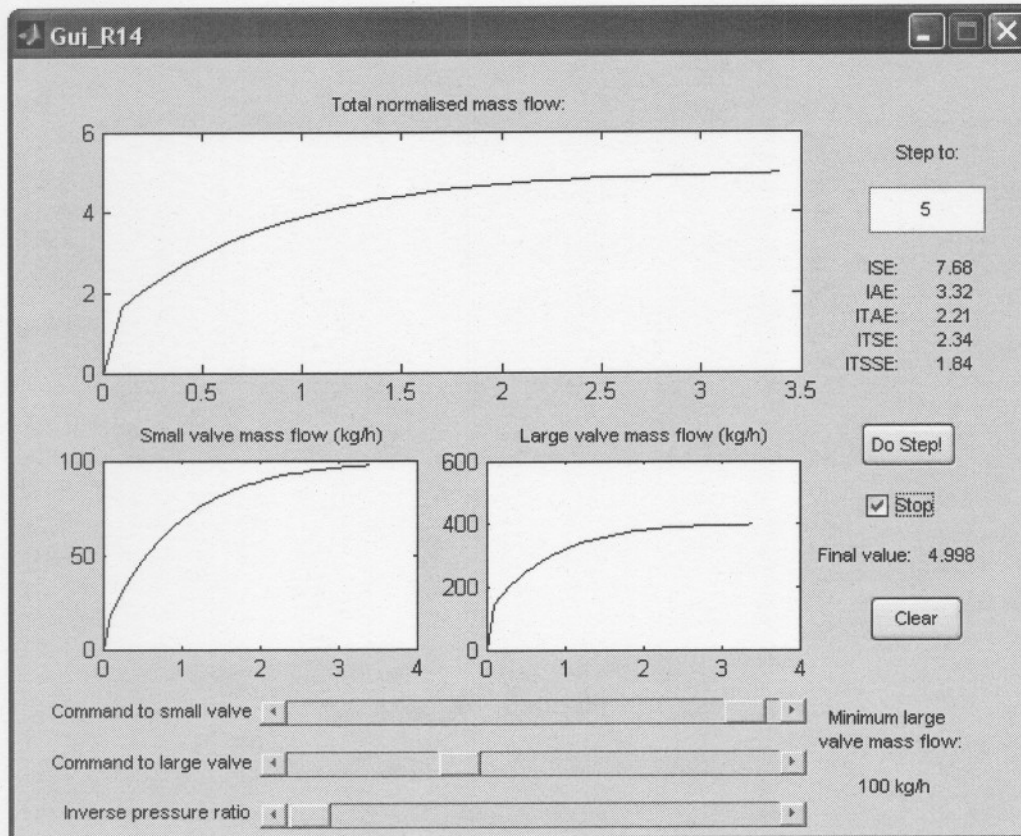 Gui_R14
Total normalised mass flow:
6
4
2
0
0 0.5 1 1.5 2 2.5 3 3.5
Step to:
5
ISE: 7.68
IAE: 3.32
ITAE: 2.21
ITSE: 2.34
ITSSE: 1.84
Small valve mass flow (kg/h)
100
50
0
0 1 2 3 4
Large valve mass flow (kg/h)
600
400
200
0
0 1 2 3 4
Do Step!
Stop
Final value: 4.998
Clear
Command to small valve
Command to large valve
Inverse pressure ratio
Minimum large
valve mass flow:
100 kg/h